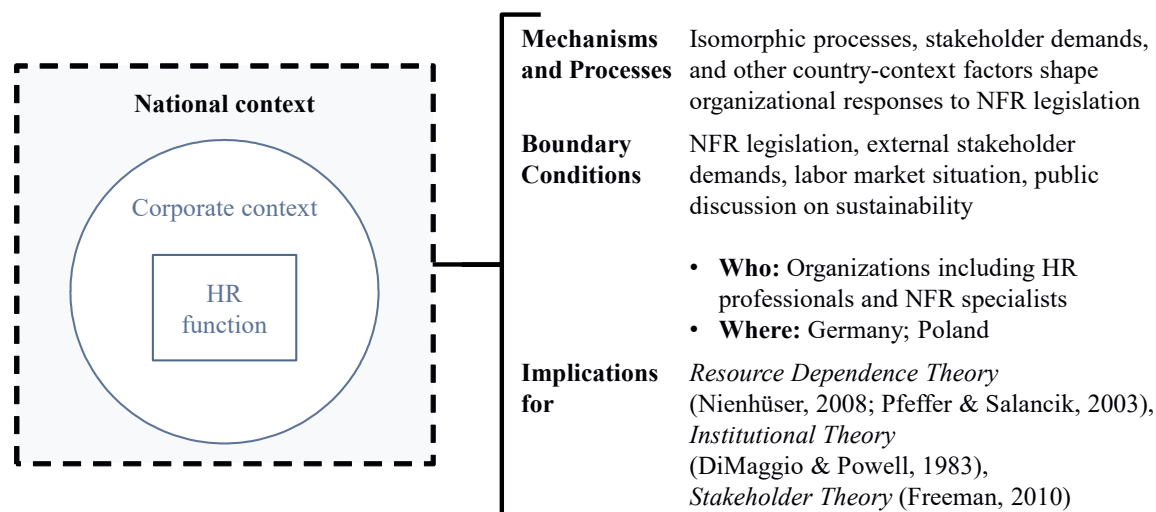 National context
Corporate context
HR
function
Mechanisms
and Processes
Isomorphic processes, stakeholder demands,
and other country-context factors shape
organizational responses to NFR legislation
Boundary
Conditions
NFR legislation, external stakeholder
demands, labor market situation, public
discussion on sustainability
• Who: Organizations including HR
professionals and NFR specialists
• Where: Germany; Poland
Implications
for
Resource Dependence Theory
(Nienhüser, 2008; Pfeffer & Salancik, 2003),
Institutional Theory
(DiMaggio & Powell, 1983),
Stakeholder Theory (Freeman, 2010)